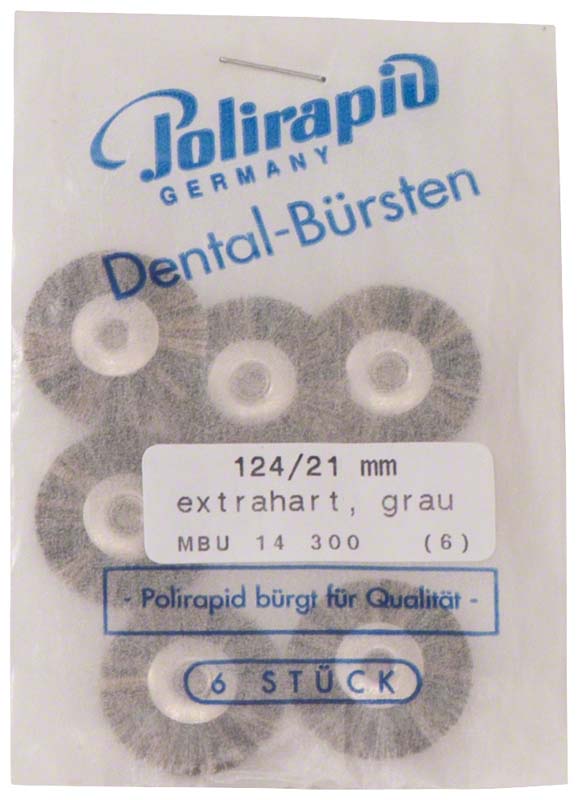 Polirapid
GERMANY
Dental-Bürsten
124/21 mm
extrahart, grau
MBU 14 300 (6)
- Polirapid bürgt für Qualität -
6 STÜCK